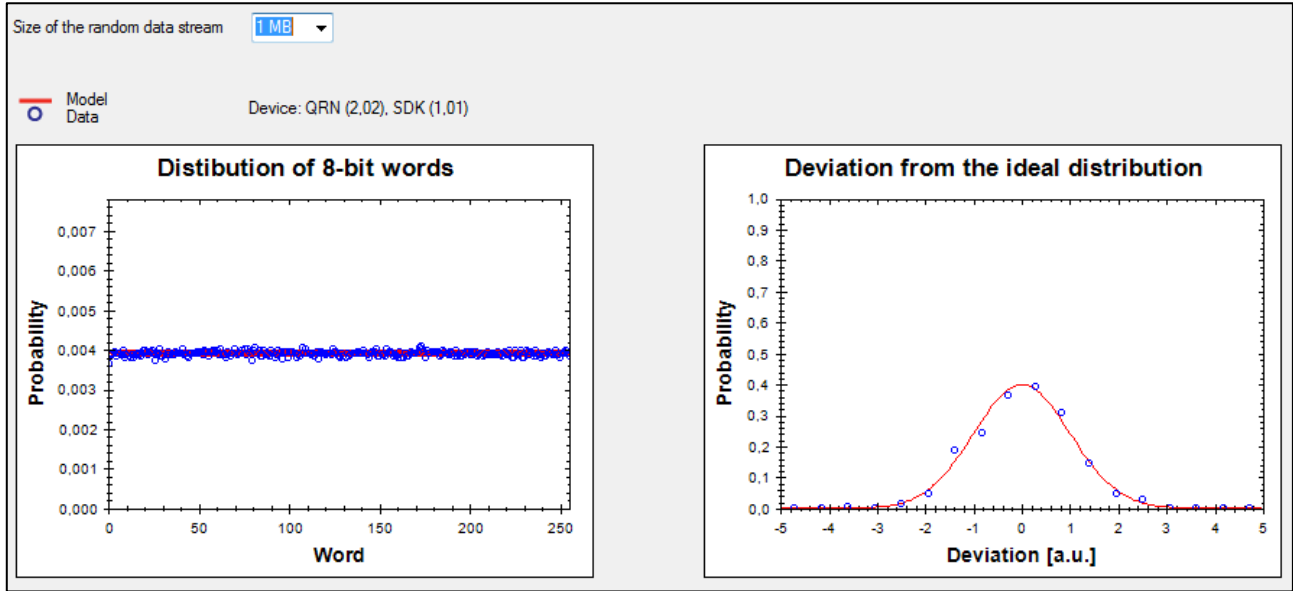 Size of the random data stream 1 MB
Model
Data
Device: QRN (2,02), SDK (1,01)
Distibution of 8-bit words
0,007
0,006
0,005
0,004
0,003
0,002
0,001
0,000
Probability
0 50 100 150 200 250
Word
Deviation from the ideal distribution
1,0
0,9
0,8
0,7
0,6
0,5
0,4
0,3
0,2
0,1
0,0
Probability
-5 -4 -3 -2 -1 0 1 2 3 4 5
Deviation [a.u.]